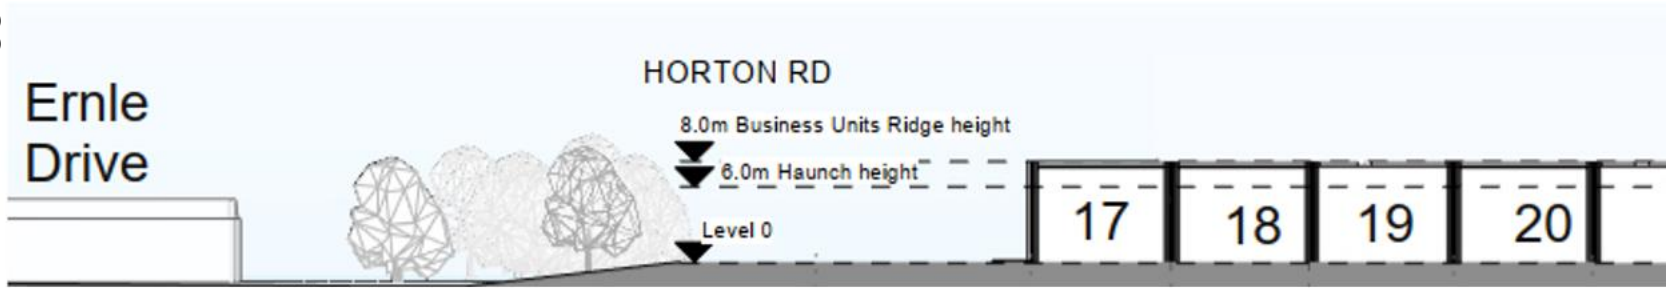 Ernle
Drive
HORTON RD
8.0m Business Units Ridge height
6.0m Haunch height
Level 0
17
18
19
20